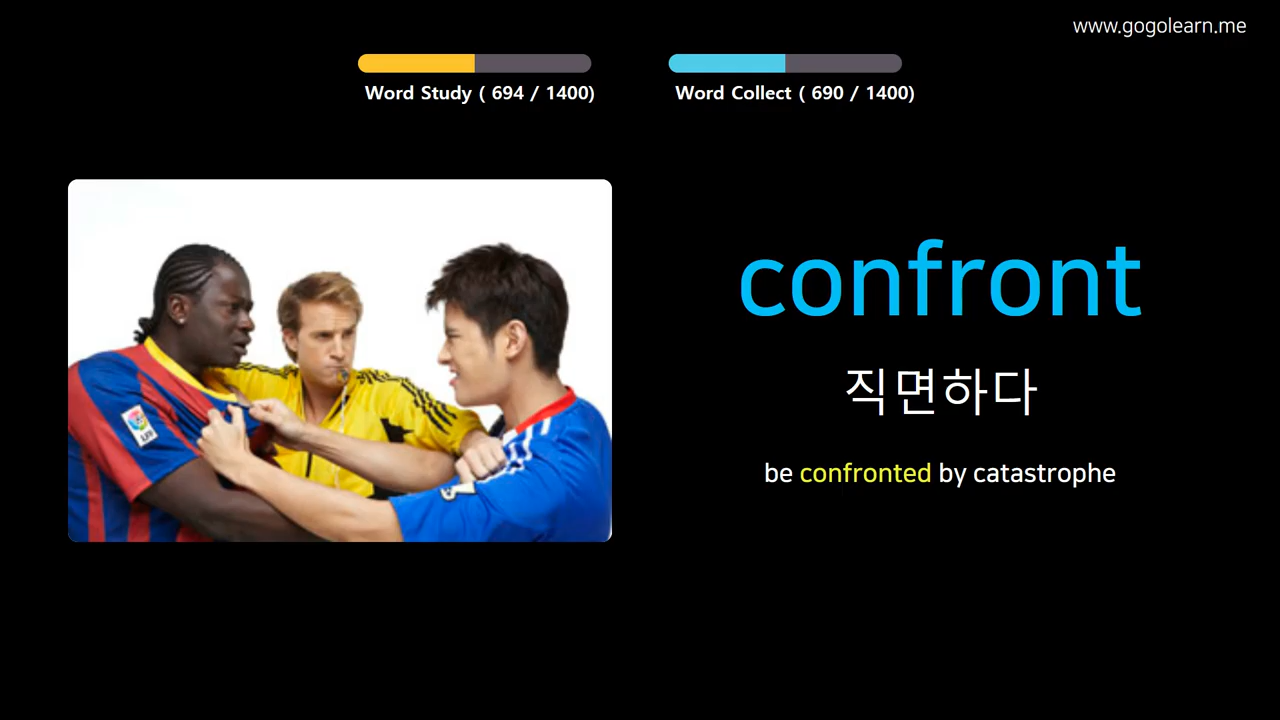 www.gogolearn.me
Word Study ( 694 / 1400)
Word Collect ( 690 / 1400)
confront
직면하다
be confronted by catastrophe
LFP